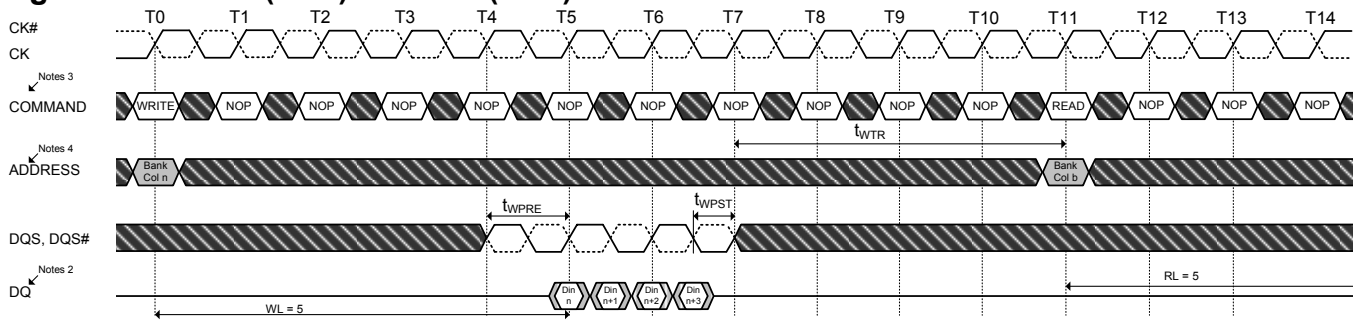 T0 T1 T2 T3 T4 T5 T6 T7 T8 T9 T10 T11 T12 T13 T14
CK#
CK
Notes 3
COMMAND WRITE NOP NOP NOP NOP NOP NOP NOP NOP NOP NOP READ NOP NOP NOP
tWTR
Notes 4
ADDRESS Bank Col n Bank Col b
tWPRE tWPST
DQS, DQS#
Notes 2
DQ Din n Din n+1 Din n+2 Din n+3 RL = 5
WL = 5